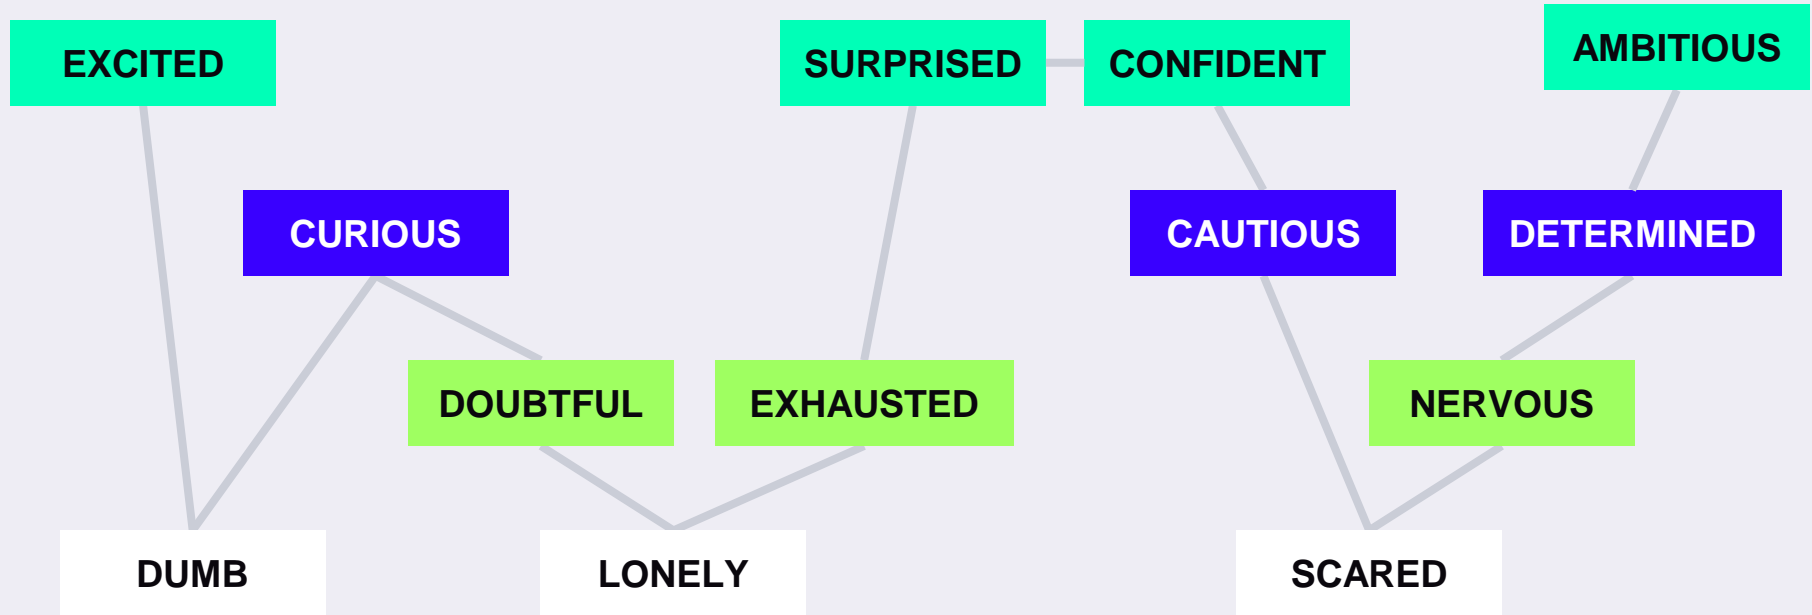 EXCITED
SURPRISED
CONFIDENT
AMBITIOUS
CURIOUS
CAUTIOUS
DETERMINED
DOUBTFUL
EXHAUSTED
NERVOUS
DUMB
LONELY
SCARED